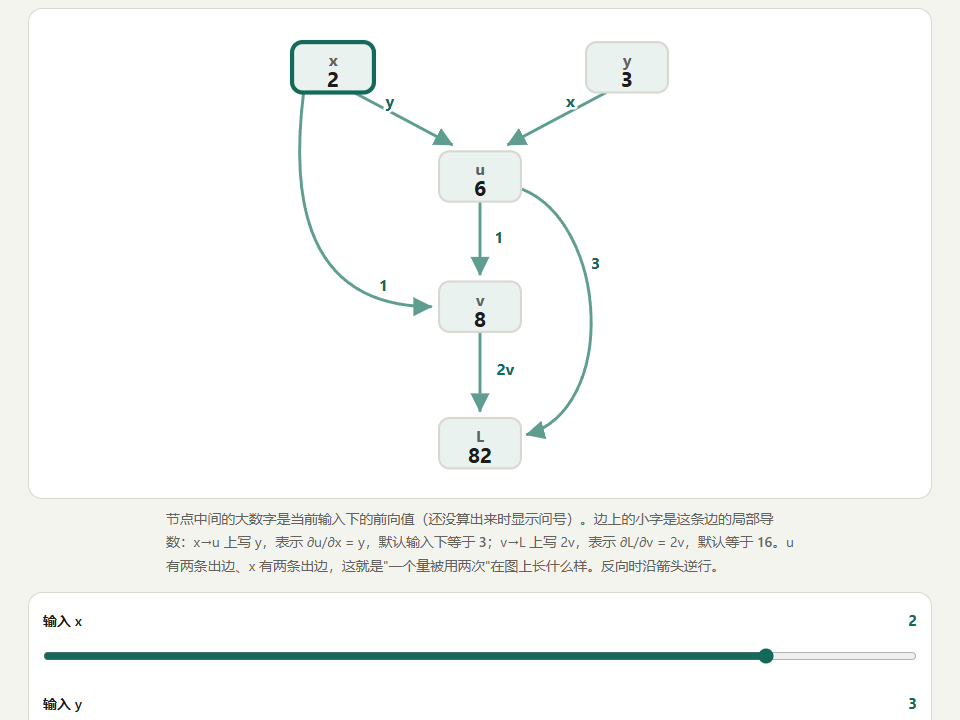 x
2
y
3
y
x
u
6
1
3
1
v
8
2v
L
82
节点中间的大数字是当前输入下的前向值（还没算出来时显示问号）。边上的小字是这条边的局部导
数：x→u 上写 y，表示 ∂u/∂x = y，默认输入下等于 3；v→L 上写 2v，表示 ∂L/∂v = 2v，默认等于 16。u
有两条出边、x 有两条出边，这就是"一个量被用两次"在图上长什么样。反向时沿箭头逆行。
输入 x 2
输入 y 3